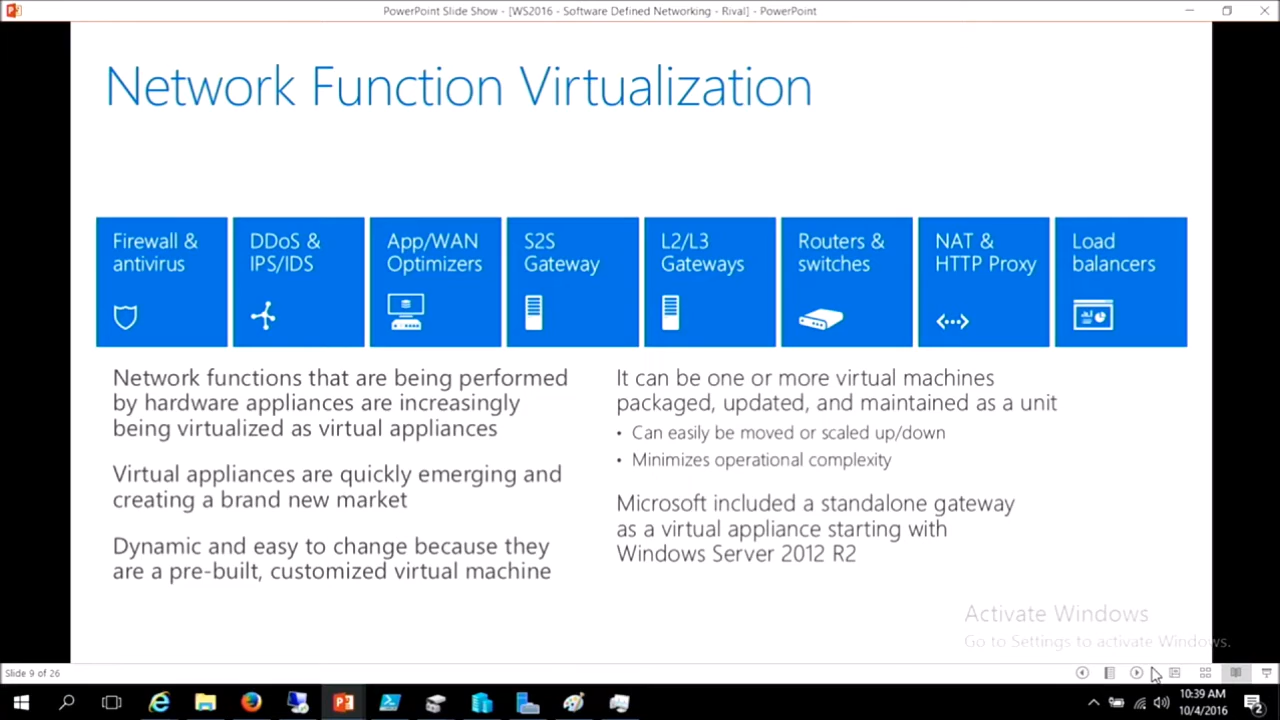 PowerPoint Slide Show - [WS2016 - Software Defined Networking - Rival] - PowerPoint
Network Function Virtualization
Firewall &
antivirus
DDoS &
IPS/IDS
App/WAN
Optimizers
S2S
Gateway
L2/L3
Gateways
Routers &
switches
NAT &
HTTP Proxy
Load
balancers
Network functions that are being performed
by hardware appliances are increasingly
being virtualized as virtual appliances
Virtual appliances are quickly emerging and
creating a brand new market
Dynamic and easy to change because they
are a pre-built, customized virtual machine
It can be one or more virtual machines
packaged, updated, and maintained as a unit
• Can easily be moved or scaled up/down
• Minimizes operational complexity
Microsoft included a standalone gateway
as a virtual appliance starting with
Windows Server 2012 R2
Activate Windows
Go to Settings to activate Windows.
Slide 9 of 26
10:39 AM
10/4/2016
2